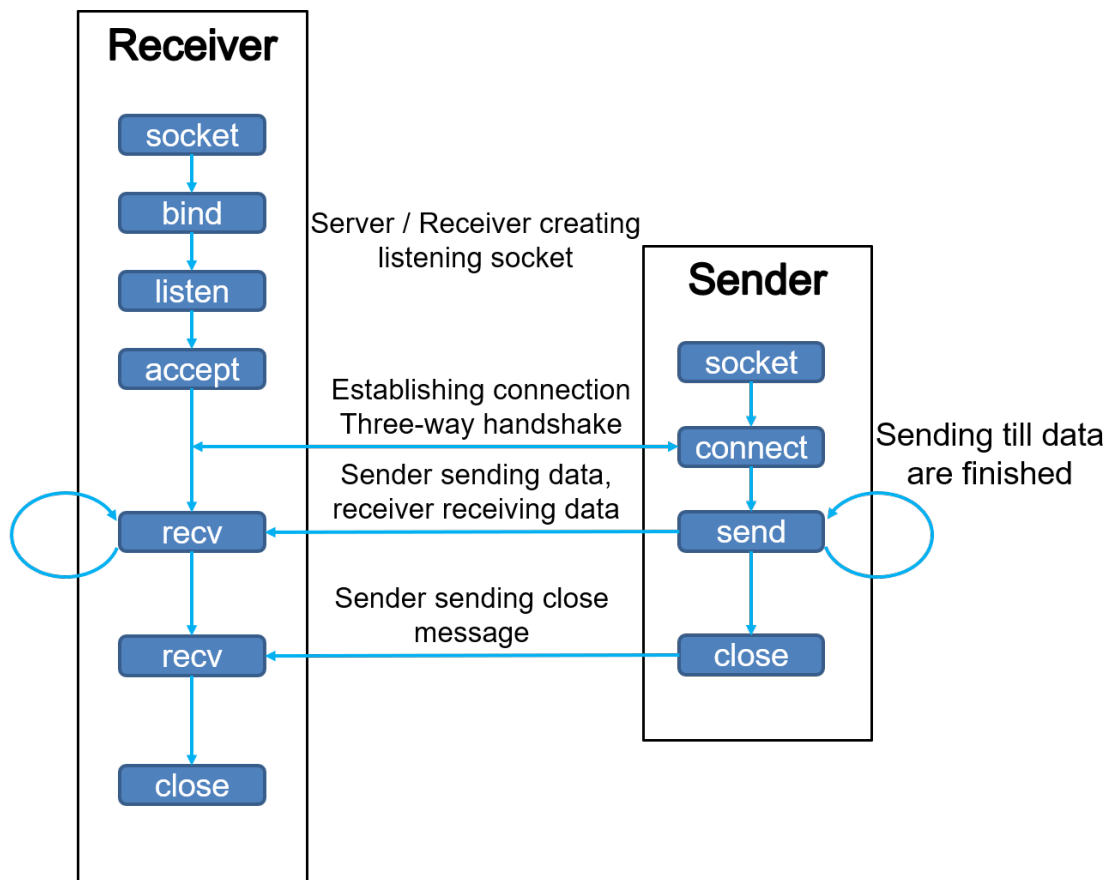 Receiver
socket
bind
listen
accept
recv
recv
close
Server / Receiver creating
listening socket
Establishing connection
Three-way handshake
Sender sending data,
receiver receiving data
Sender sending close
message
Sender
socket
connect
send
close
Sending till data
are finished